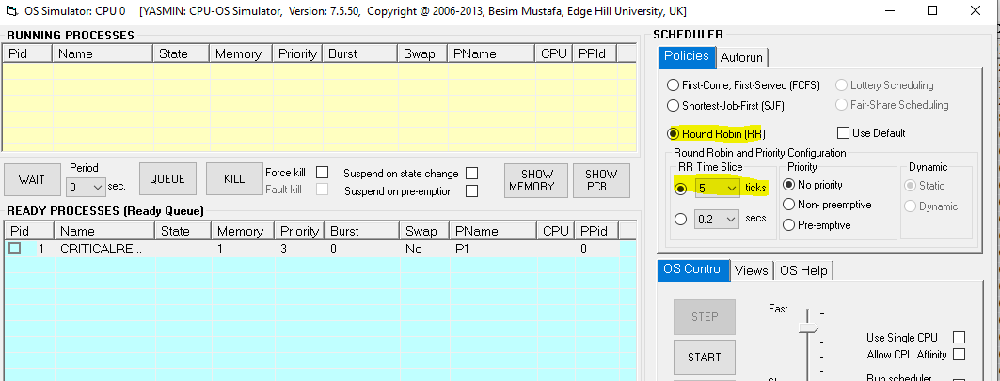 OS Simulator: CPU 0 [YASMIN: CPU-OS Simulator, Version: 7.5.50, Copyright @ 2006-2013, Besim Mustafa, Edge Hill University, UK]
RUNNING PROCESSES
Pid Name State Memory Priority Burst Swap PName CPU PPId
WAIT
Period
0 sec.
QUEUE
KILL
Force kill
Fault kill
Suspend on state change
Suspend on pre-emption
SHOW
MEMORY...
SHOW
PCB...
READY PROCESSES (Ready Queue)
Pid Name State Memory Priority Burst Swap PName CPU PPid
1 CRITICALRE... 1 3 0 No P1 0
SCHEDULER
Policies Autorun
First-Come, First-Served (FCFS) Lottery Scheduling
Shortest-Job-First (SJF) Fair-Share Scheduling
Round Robin (RR) Use Default
Round Robin and Priority Configuration
RR Time Slice
5 ticks
0.2 secs
Priority
No priority
Non- preemptive
Pre-emptive
Dynamic
Static
Dynamic
OS Control Views OS Help
STEP
START
Fast
Use Single CPU
Allow CPU Affinity
Run scheduler